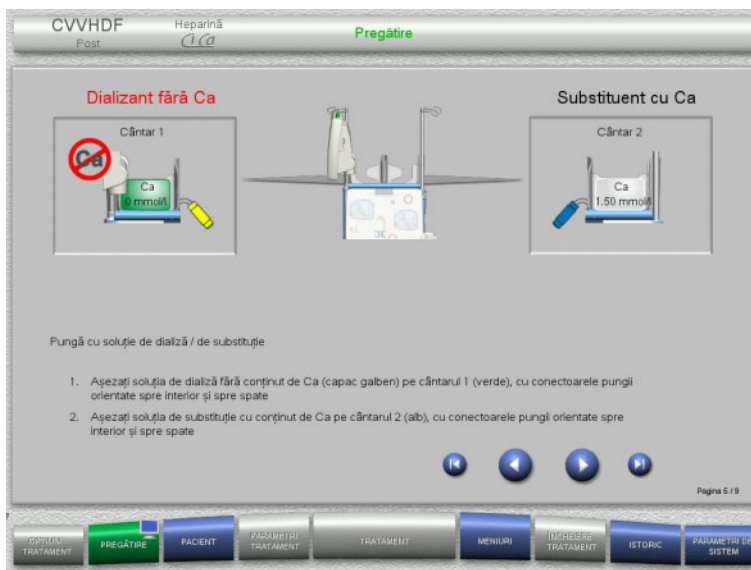 CVVHDF
Post
Heparină
Ci Ca
Pregătire
Dializant fără Ca
Substituent cu Ca
Cântar 1
Ca
Ca
0 mmol/l
Cântar 2
Ca
1.50 mmol/l
Pungă cu soluție de dializă / de substituție
1. Așezați soluția de dializă fără conținut de Ca (capac galben) pe cântarul 1 (verde), cu conectoarele pungii
orientate spre interior și spre spate
2. Așezați soluția de substituție cu conținut de Ca pe cântarul 2 (alb), cu conectoarele pungii orientate spre
interior și spre spate
Pagina 5 / 9
OPȚIUNI
TRATAMENT
PREGĂTIRE
PACIENT
PARAMETRI
TRATAMENT
TRATAMENT
MENIURI
ÎNCHEIERE
TRATAMENT
ISTORIC
PARAMETRI DE
SISTEM